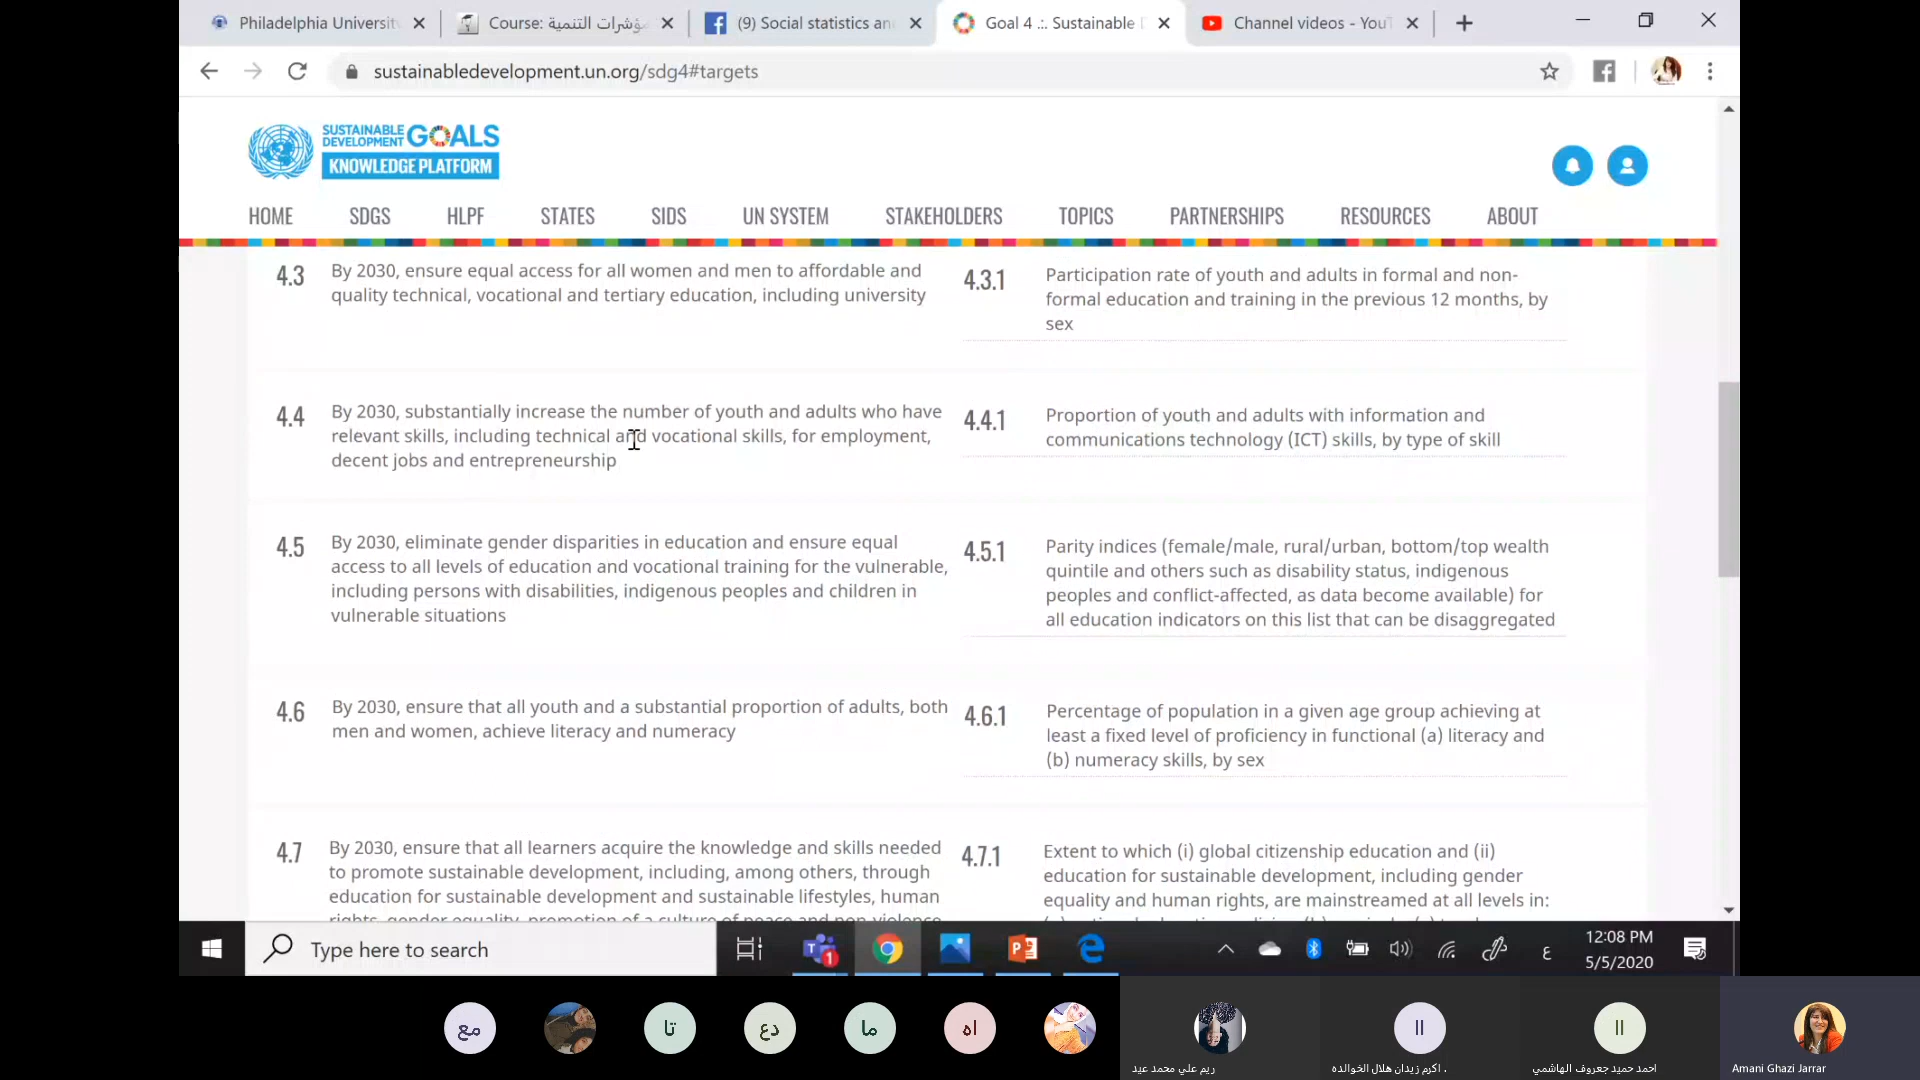 Philadelphia Universit
Course: مؤشرات التنمية
(9) Social statistics an
Goal 4 .:. Sustainable D
Channel videos - YouT
sustainabledevelopment.un.org/sdg4#targets
SUSTAINABLE
DEVELOPMENT GOALS
KNOWLEDGE PLATFORM
HOME SDGS HLPF STATES SIDS UN SYSTEM STAKEHOLDERS TOPICS PARTNERSHIPS RESOURCES ABOUT
4.3 By 2030, ensure equal access for all women and men to affordable and
quality technical, vocational and tertiary education, including university
4.3.1 Participation rate of youth and adults in formal and non-
formal education and training in the previous 12 months, by
sex
4.4 By 2030, substantially increase the number of youth and adults who have
relevant skills, including technical and vocational skills, for employment,
decent jobs and entrepreneurship
4.4.1 Proportion of youth and adults with information and
communications technology (ICT) skills, by type of skill
4.5 By 2030, eliminate gender disparities in education and ensure equal
access to all levels of education and vocational training for the vulnerable,
including persons with disabilities, indigenous peoples and children in
vulnerable situations
4.5.1 Parity indices (female/male, rural/urban, bottom/top wealth
quintile and others such as disability status, indigenous
peoples and conflict-affected, as data become available) for
all education indicators on this list that can be disaggregated
4.6 By 2030, ensure that all youth and a substantial proportion of adults, both
men and women, achieve literacy and numeracy
4.6.1 Percentage of population in a given age group achieving at
least a fixed level of proficiency in functional (a) literacy and
(b) numeracy skills, by sex
4.7 By 2030, ensure that all learners acquire the knowledge and skills needed
to promote sustainable development, including, among others, through
education for sustainable development and sustainable lifestyles, human
rights, gender equality, promotion of a culture of peace and non-violence
4.7.1 Extent to which (i) global citizenship education and (ii)
education for sustainable development, including gender
equality and human rights, are mainstreamed at all levels in:
Type here to search
1
ع
12:08 PM
5/5/2020
مع
تا
دع
ما
اه
اا
اا
ريم علي محمد عيد
اكرم زيدان هلال الخوالده .
احمد حميد جعروف الهاشمي
Amani Ghazi Jarrar